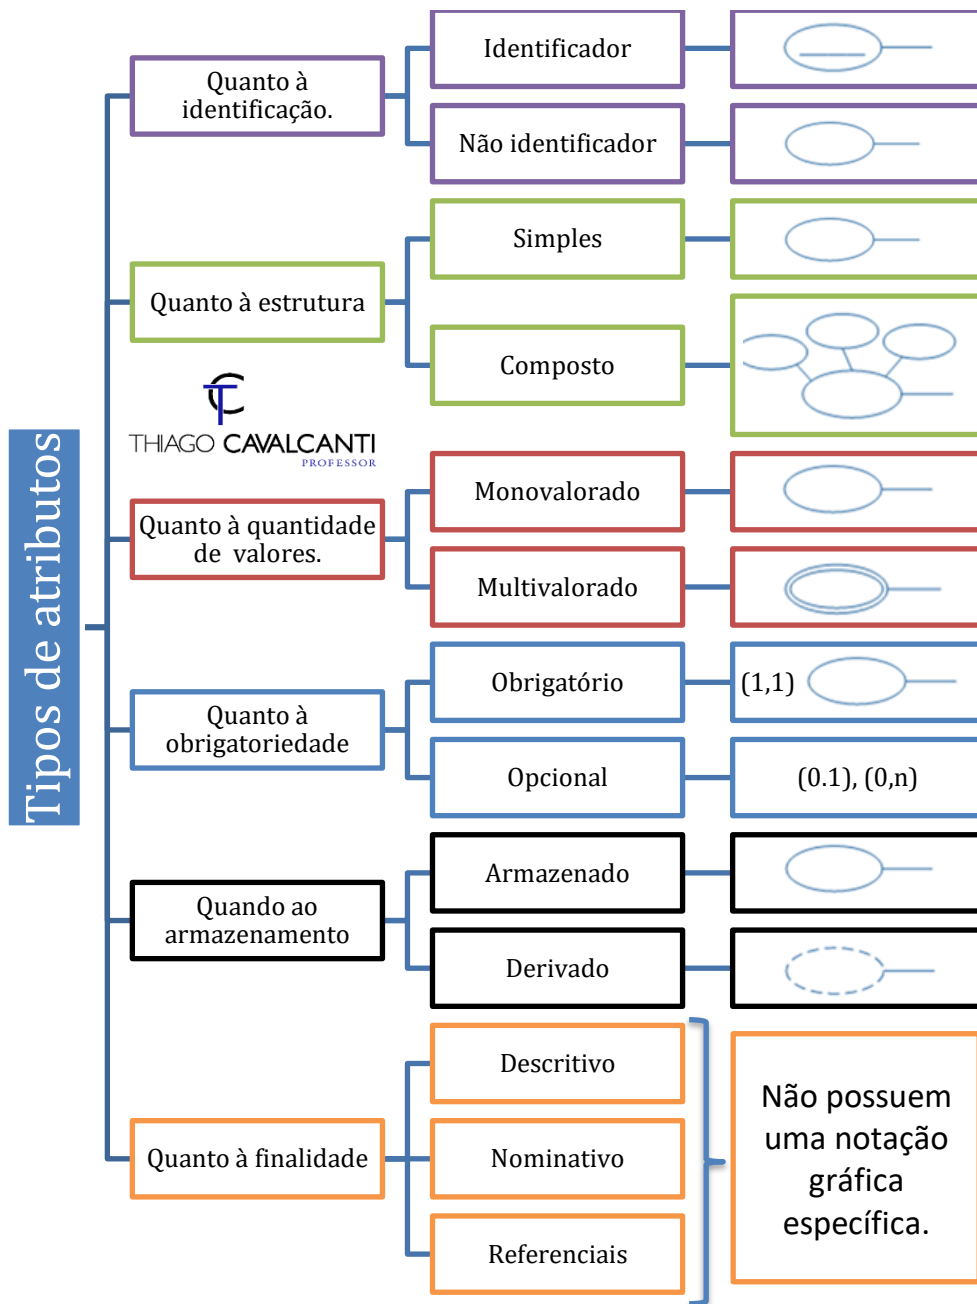 Tipos de atributos
Quanto à
identificação.
Identificador
Não identificador
Quanto à estrutura
Simples
Composto
THIAGO CAVALCANTI
PROFESSOR
Quanto à quantidade
de valores.
Monovalorado
Multivalorado
Quanto à
obrigatoriedade
Obrigatório
(1,1)
Opcional
(0.1), (0,n)
Quando ao
armazenamento
Armazenado
Derivado
Quanto à finalidade
Descritivo
Nominativo
Referenciais
Não possuem
uma notação
gráfica
específica.